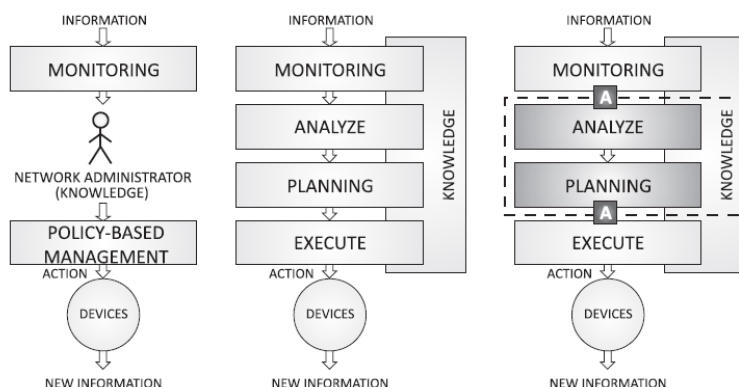 INFORMATION
MONITORING
NETWORK ADMINISTRATOR
(KNOWLEDGE)
POLICY-BASED
MANAGEMENT
ACTION
DEVICES
NEW INFORMATION
INFORMATION
MONITORING
ANALYZE
PLANNING
EXECUTE
KNOWLEDGE
ACTION
DEVICES
NEW INFORMATION
INFORMATION
MONITORING
A
ANALYZE
PLANNING
A
EXECUTE
KNOWLEDGE
ACTION
DEVICES
NEW INFORMATION